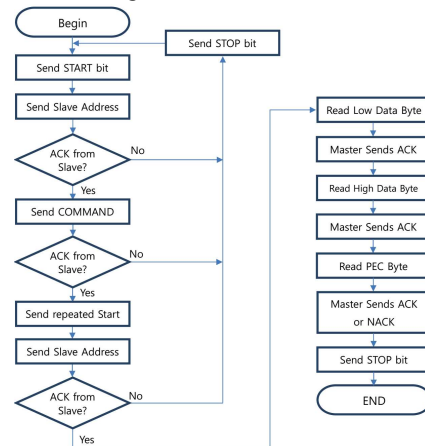 Begin
Send STOP bit
Send START bit
Send Slave Address
ACK from
Slave?
No
Yes
Send COMMAND
ACK from
Slave?
No
Yes
Send repeated Start
Send Slave Address
ACK from
Slave?
No
Yes
Read Low Data Byte
Master Sends ACK
Read High Data Byte
Master Sends ACK
Read PEC Byte
Master Sends ACK
or NACK
Send STOP bit
END